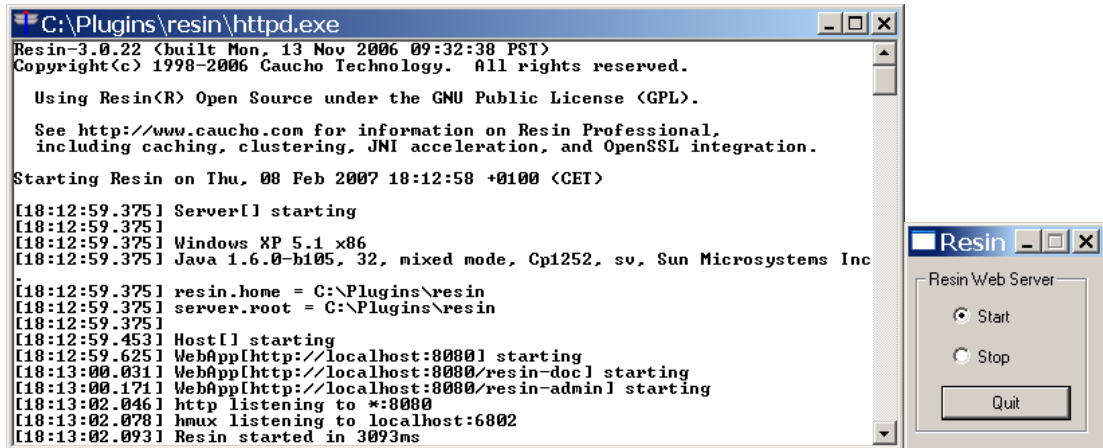 C:\Plugins\resin\httpd.exe
Resin-3.0.22 (built Mon, 13 Nov 2006 09:32:38 PST)
Copyright(c) 1998-2006 Caucho Technology.  All rights reserved.
Using Resin(R) Open Source under the GNU Public License (GPL).
See http://www.caucho.com for information on Resin Professional,
including caching, clustering, JNI acceleration, and OpenSSL integration.
Starting Resin on Thu, 08 Feb 2007 18:12:58 +0100 (CET)
[18:12:59.375] Server[] starting
[18:12:59.375]
[18:12:59.375] Windows XP 5.1 x86
[18:12:59.375] Java 1.6.0-b105, 32, mixed mode, Cp1252, sv, Sun Microsystems Inc
.
[18:12:59.375] resin.home = C:\Plugins\resin
[18:12:59.375] server.root = C:\Plugins\resin
[18:12:59.375]
[18:12:59.453] Host[] starting
[18:12:59.625] WebApp[http://localhost:8080] starting
[18:13:00.031] WebApp[http://localhost:8080/resin-doc] starting
[18:13:00.171] WebApp[http://localhost:8080/resin-admin] starting
[18:13:02.046] http listening to *:8080
[18:13:02.078] hmux listening to localhost:6802
[18:13:02.093] Resin started in 3093ms
Resin
Resin Web Server
Start
Stop
Quit